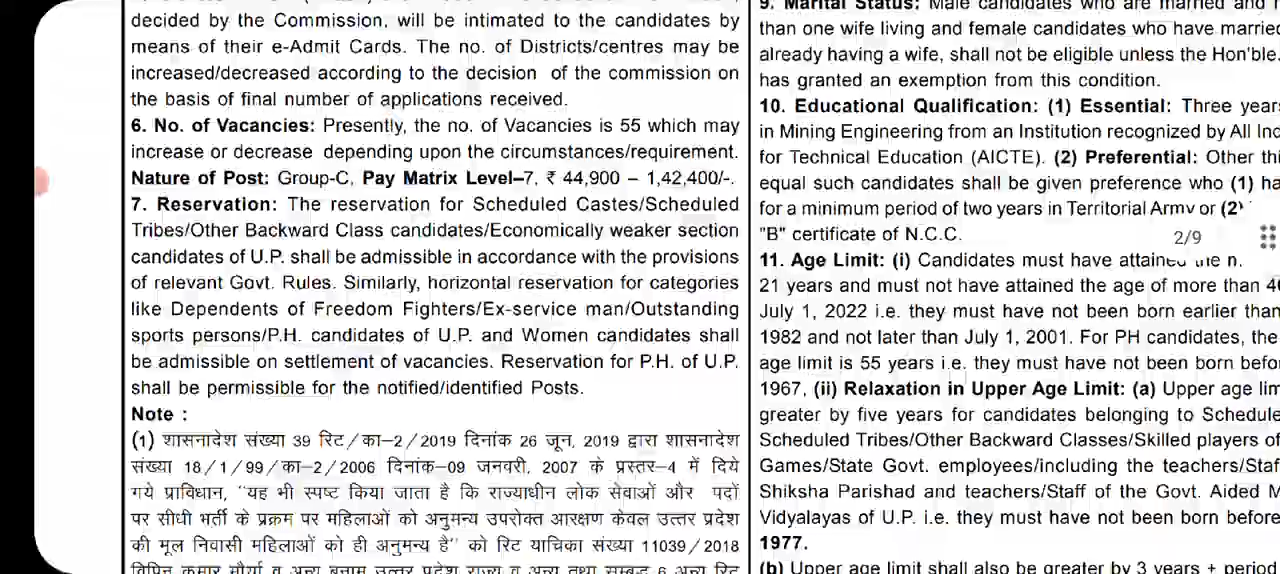 decided by the Commission, will be intimated to the candidates by
means of their e-Admit Cards. The no. of Districts/centres may be
increased/decreased according to the decision of the commission on
the basis of final number of applications received.
6. No. of Vacancies: Presently, the no. of Vacancies is 55 which may
increase or decrease depending upon the circumstances/requirement.
Nature of Post: Group-C, Pay Matrix Level–7, ₹ 44,900 – 1,42,400/-.
7. Reservation: The reservation for Scheduled Castes/Scheduled
Tribes/Other Backward Class candidates/Economically weaker section
candidates of U.P. shall be admissible in accordance with the provisions
of relevant Govt. Rules. Similarly, horizontal reservation for categories
like Dependents of Freedom Fighters/Ex-service man/Outstanding
sports persons/P.H. candidates of U.P. and Women candidates shall
be admissible on settlement of vacancies. Reservation for P.H. of U.P.
shall be permissible for the notified/identified Posts.
Note :
(1) शासनादेश संख्या 39 रिट/का–2/2019 दिनांक 26 जून, 2019 द्वारा शासनादेश
संख्या 18/1/99/का–2/2006 दिनांक–09 जनवरी, 2007 के प्रस्तर–4 में दिये
गये प्राविधान, "यह भी स्पष्ट किया जाता है कि राज्याधीन लोक सेवाओं और पदों
पर सीधी भर्ती के प्रक्रम पर महिलाओं को अनुमन्य उपरोक्त आरक्षण केवल उत्तर प्रदेश
की मूल निवासी महिलाओं को ही अनुमन्य है" को रिट याचिका संख्या 11039/2018
विपिन कुमार मौर्या व अन्य बनाम उत्तर प्रदेश राज्य व अन्य तथा सम्बद्ध 6 अन्य रिट
9. Marital Status: Male candidates who are married and
than one wife living and female candidates who have married
already having a wife, shall not be eligible unless the Hon'ble
has granted an exemption from this condition.
10. Educational Qualification: (1) Essential: Three year
in Mining Engineering from an Institution recognized by All
for Technical Education (AICTE). (2) Preferential: Other
equal such candidates shall be given preference who (1)
for a minimum period of two years in Territorial Army or (2)
"B" certificate of N.C.C.
2/9
11. Age Limit: (i) Candidates must have attained the
21 years and must not have attained the age of more than 40
July 1, 2022 i.e. they must have not been born earlier than
1982 and not later than July 1, 2001. For PH candidates, the
age limit is 55 years i.e. they must have not been born
1967, (ii) Relaxation in Upper Age Limit: (a) Upper age
greater by five years for candidates belonging to
Scheduled Tribes/Other Backward Classes/Skilled players of
Games/State Govt. employees/including the teachers/
Shiksha Parishad and teachers/Staff of the Govt. Aided
Vidyalayas of U.P. i.e. they must have not been born before
1977.
(b) Upper age limit shall also be greater by 3 years + period